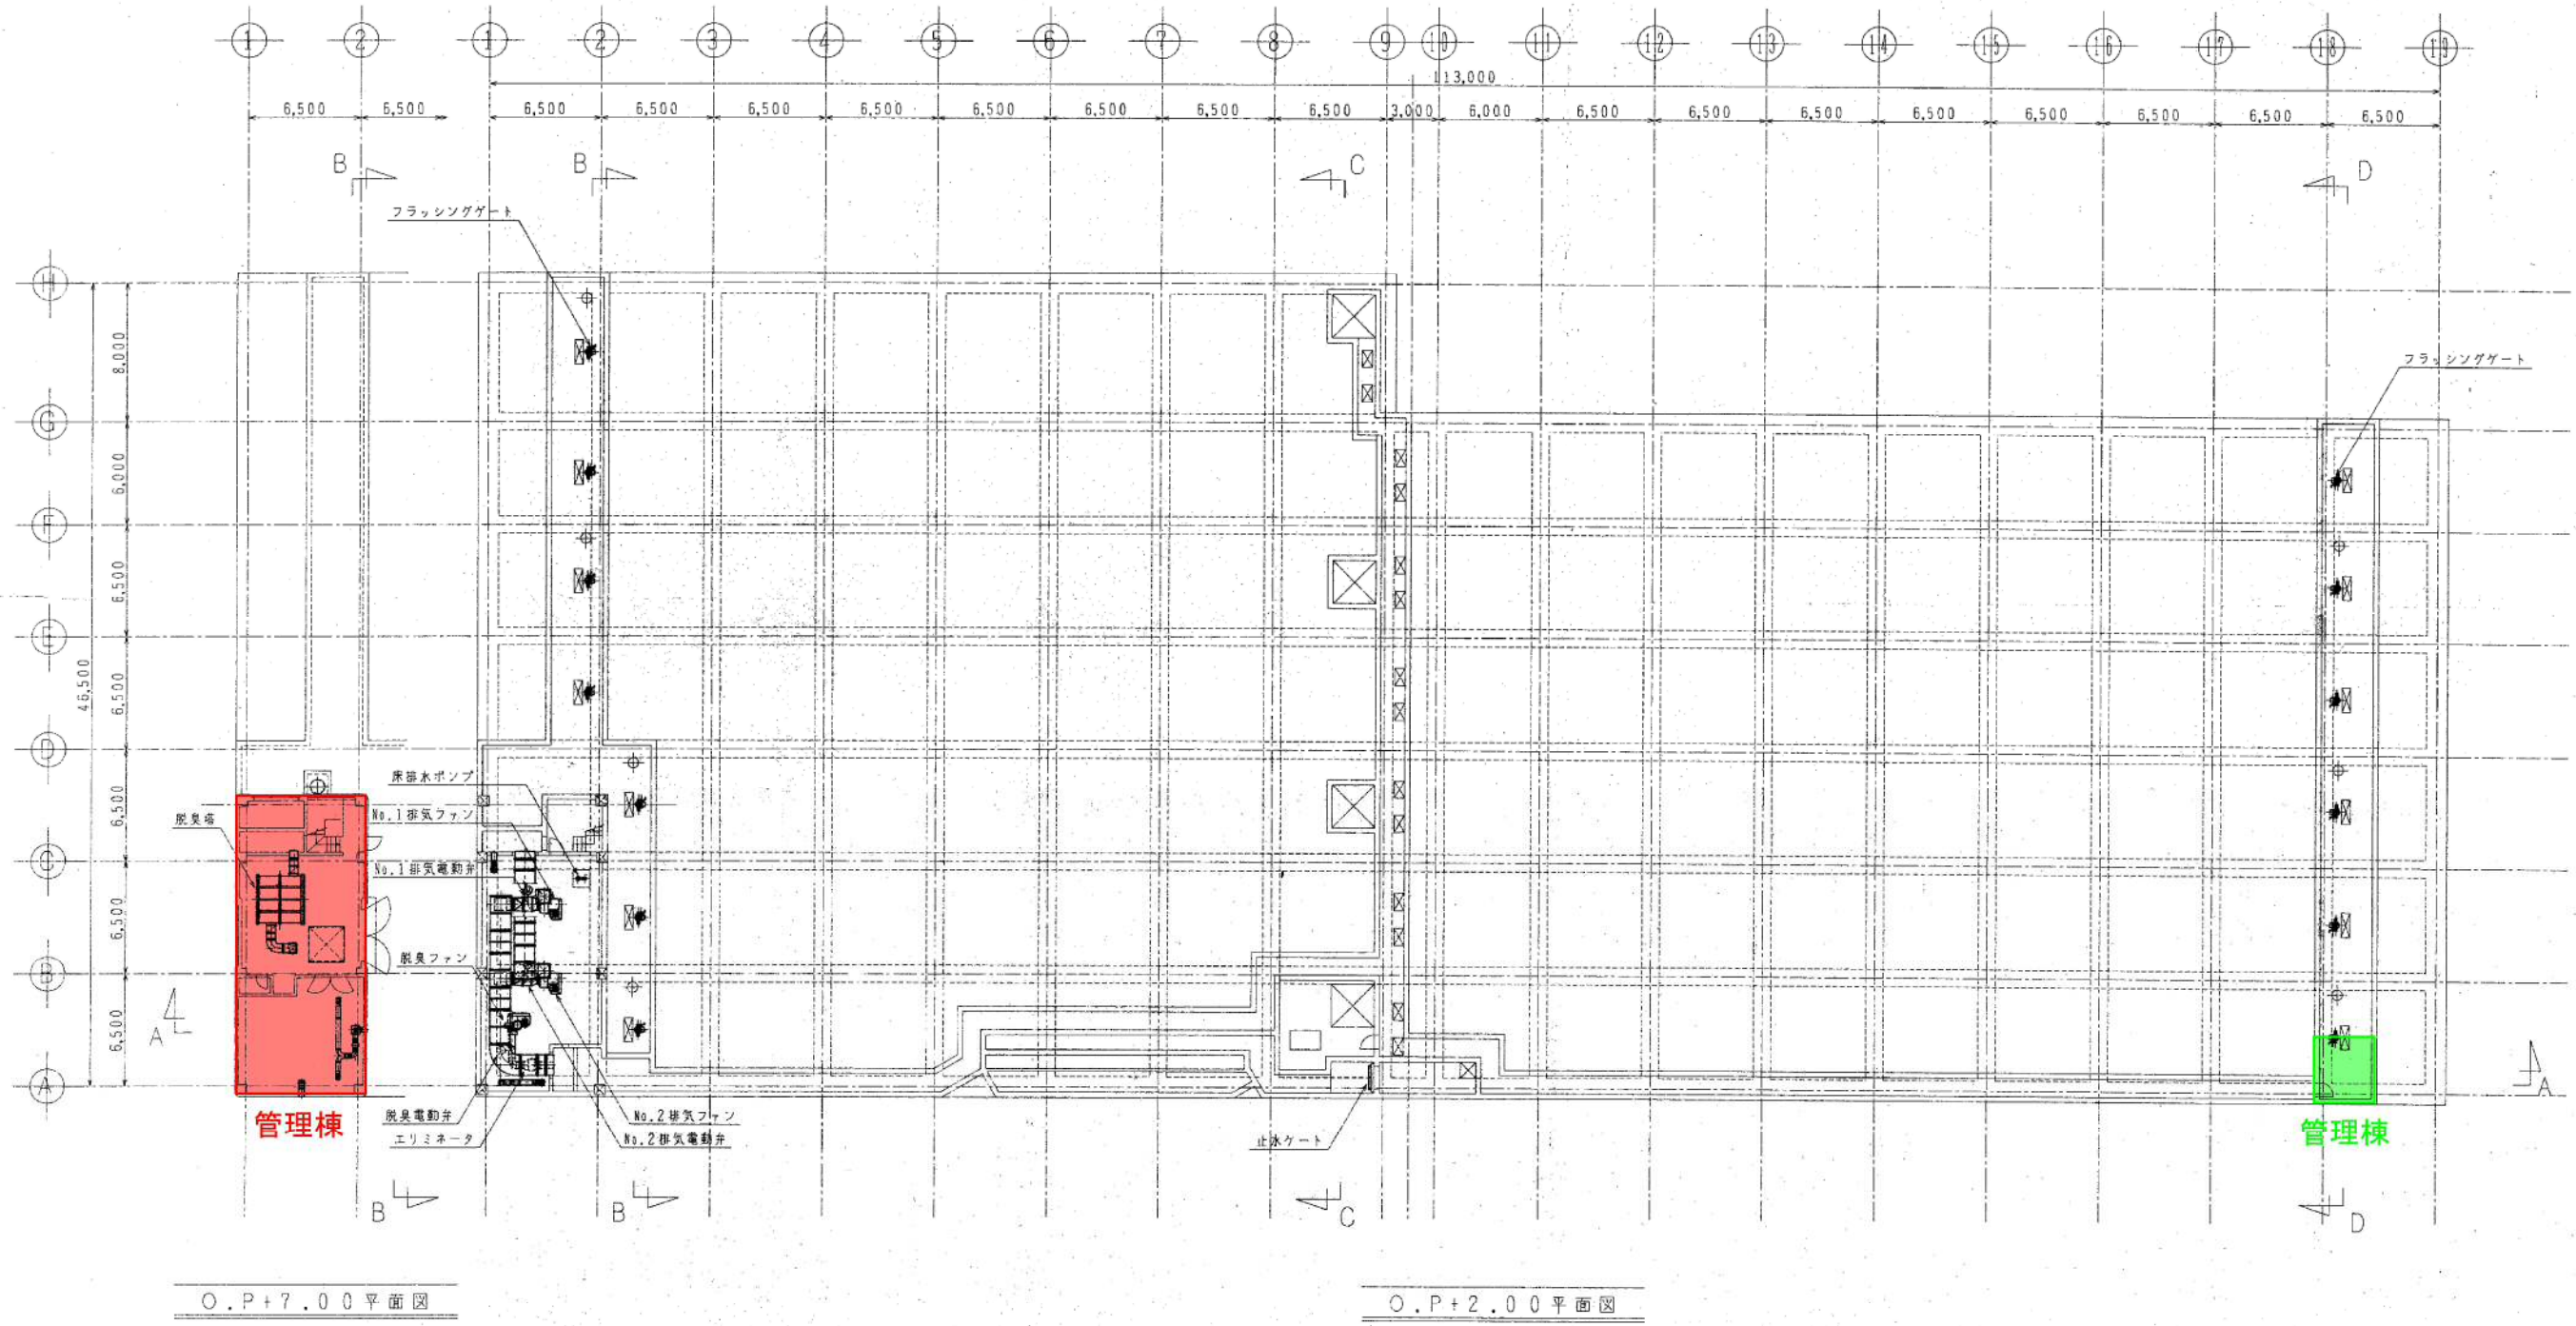 1 2 1 2 3 4 5 6 7 8 9 10 11 12 13 14 15 16 17 18 19
113,000
6,500 6,500 6,500 6,500 6,500 6,500 6,500 6,500 6,500 6,500 3,000 6,000 6,500 6,500 6,500 6,500 6,500 6,500 6,500 6,500
B B C D
フラッシングゲート
H
8,000
フラッシングゲート
G
6,000
F
6,500
E
46,500
6,500
D
床排水ポンプ
6,500
脱臭塔
No.1排気ファン
C
No.1排気電動弁
6,500
脱臭ファン
B
6,500
A
A
A
管理棟
脱臭電動弁
No.2排気ファン
エリミネータ
No.2排気電動弁
止水ゲート
管理棟
B B C D
O.P+7.00平面図
O.P+2.00平面図